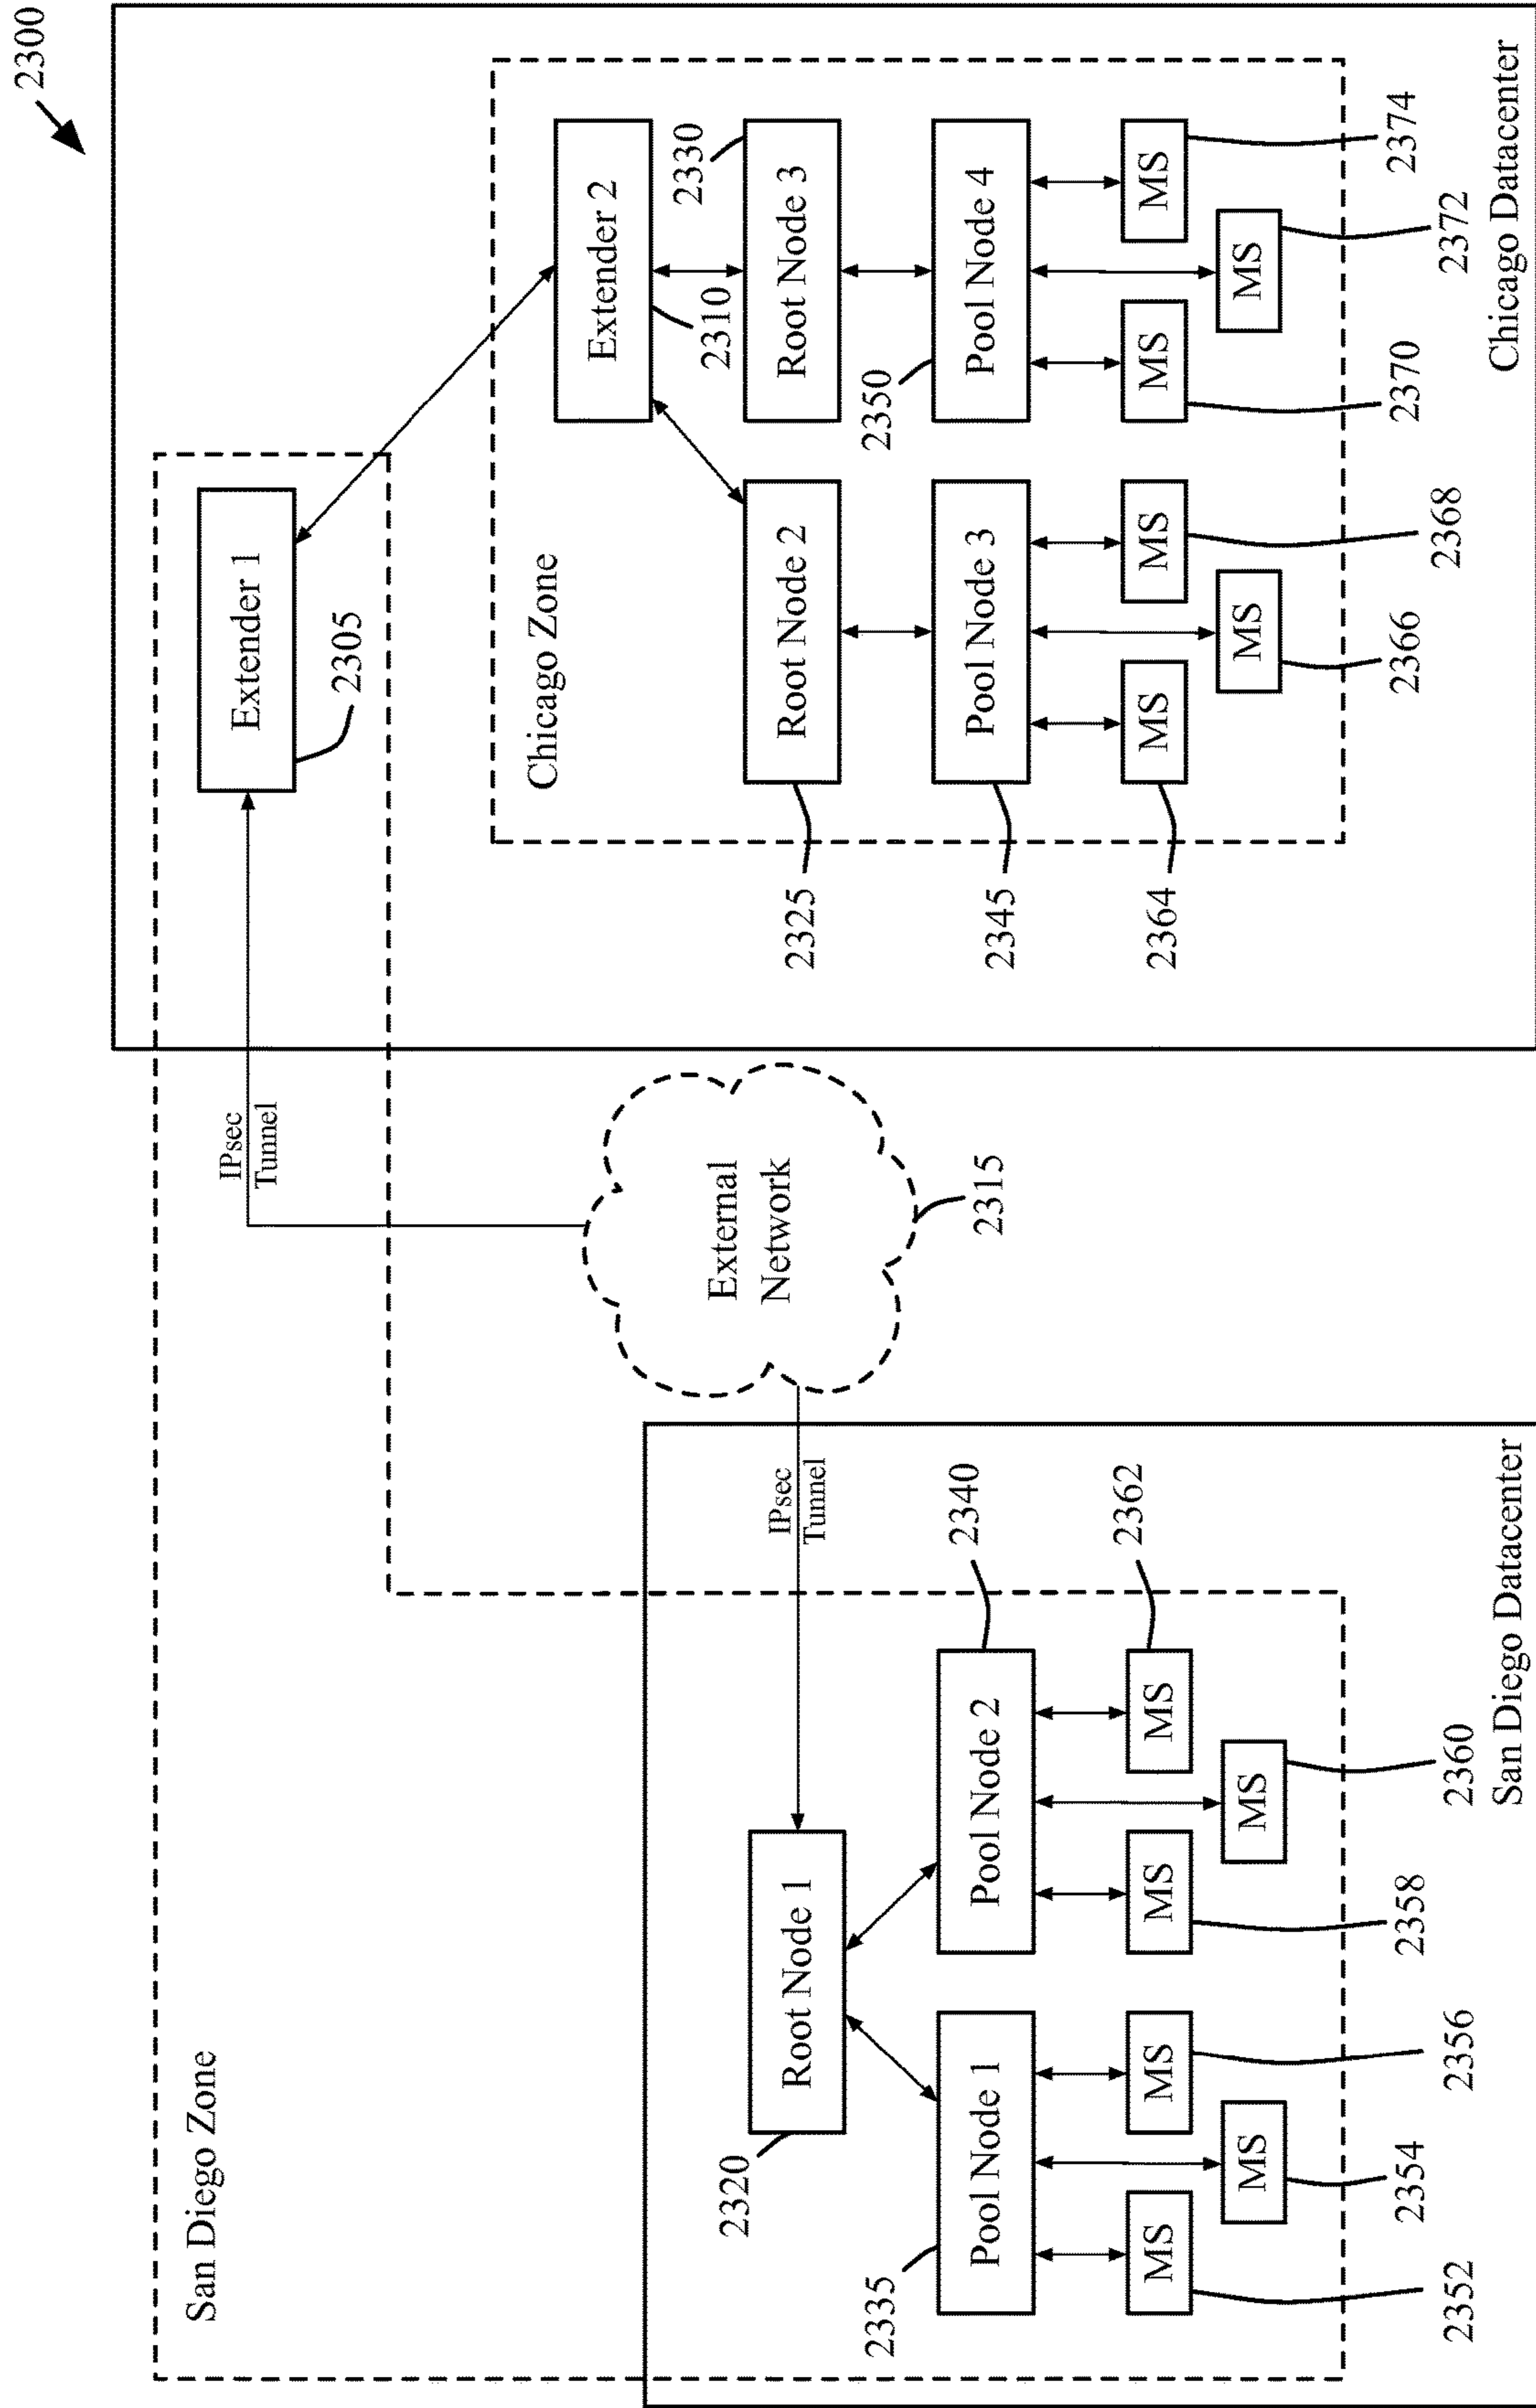 2300
San Diego Zone
Extender 1
2305
IPsec
Tunnel
Chicago Zone
Extender 2
2310
2330
Root Node 2
Root Node 3
2325
2350
Pool Node 3
Pool Node 4
2345
MS
MS
MS
MS
MS
MS
2364
2366
2368
2370
2372
2374
Chicago Datacenter
External
Network
2315
IPsec
Tunnel
Root Node 1
2320
2340
Pool Node 1
Pool Node 2
2335
2362
MS
MS
MS
MS
MS
MS
2352
2354
2356
2358
2360
San Diego Datacenter